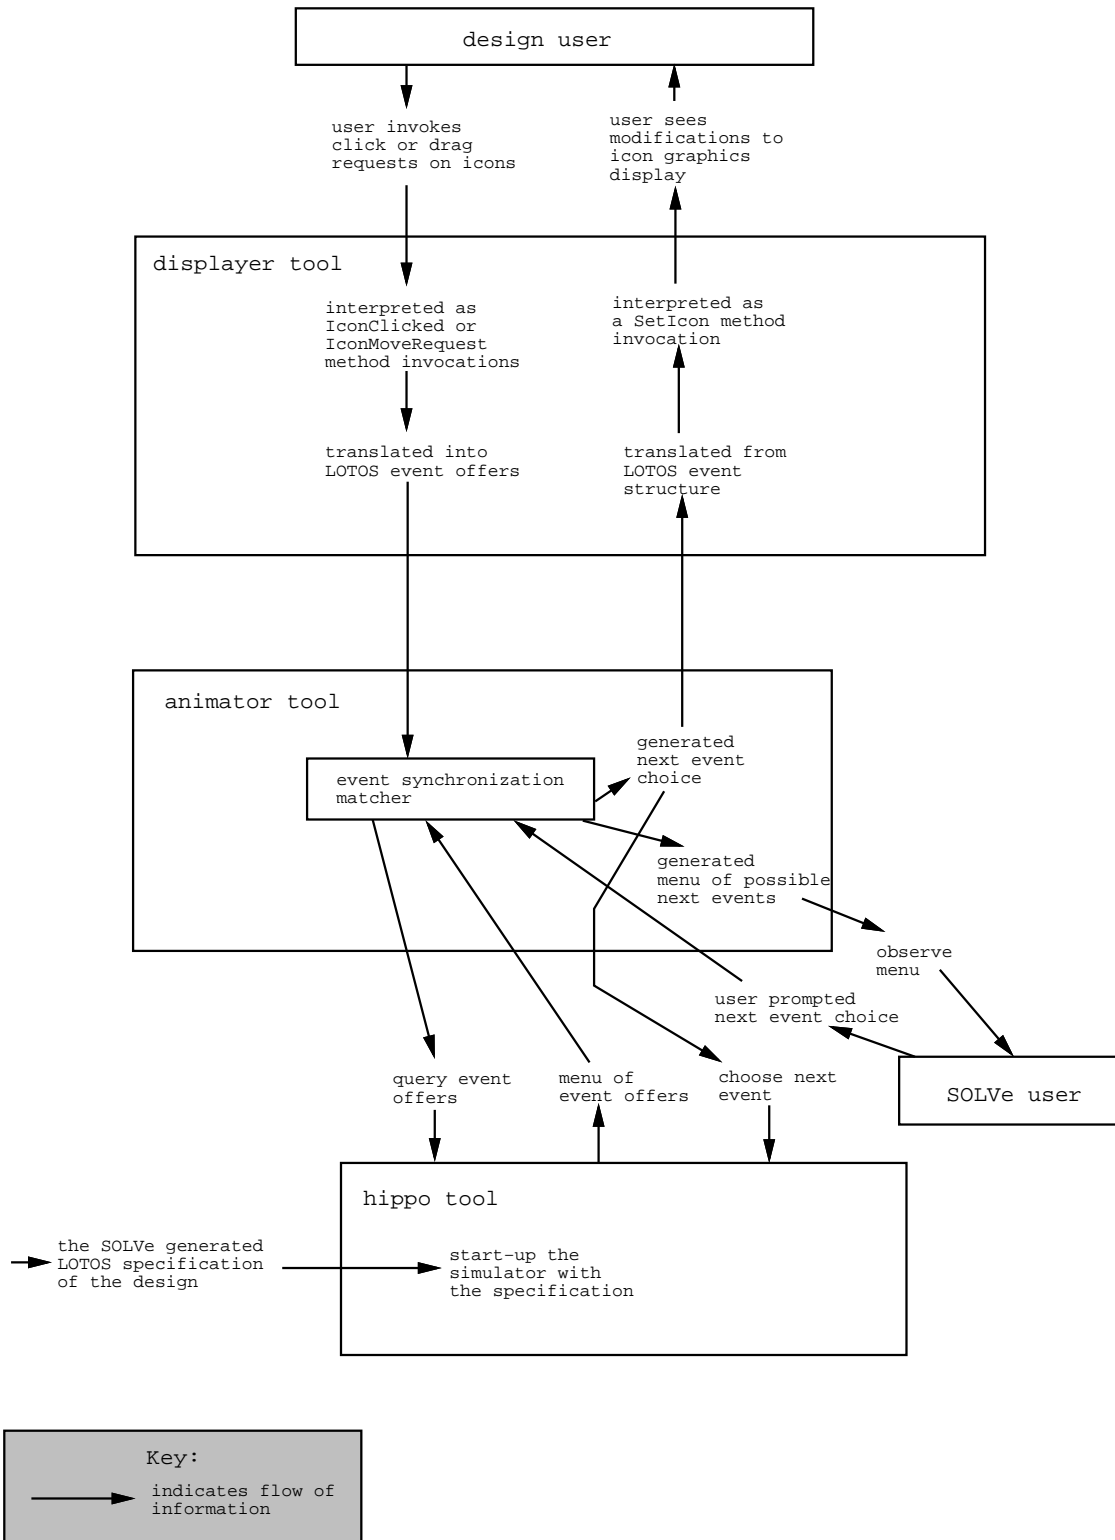 design user
user invokes
click or drag
requests on icons
user sees
modifications to
icon graphics
display
displayer tool
interpreted as
IconClicked or
IconMoveRequest
method invocations
interpreted as
a SetIcon method
invocation
translated into
LOTOS event offers
translated from
LOTOS event
structure
animator tool
event synchronization
matcher
generated
next event
choice
generated
menu of possible
next events
observe
menu
user prompted
next event choice
query event
offers
menu of
event offers
choose next
event
SOLVe user
hippo tool
the SOLVe generated
LOTOS specification
of the design
start-up the
simulator with
the specification
Key:
indicates flow of
information